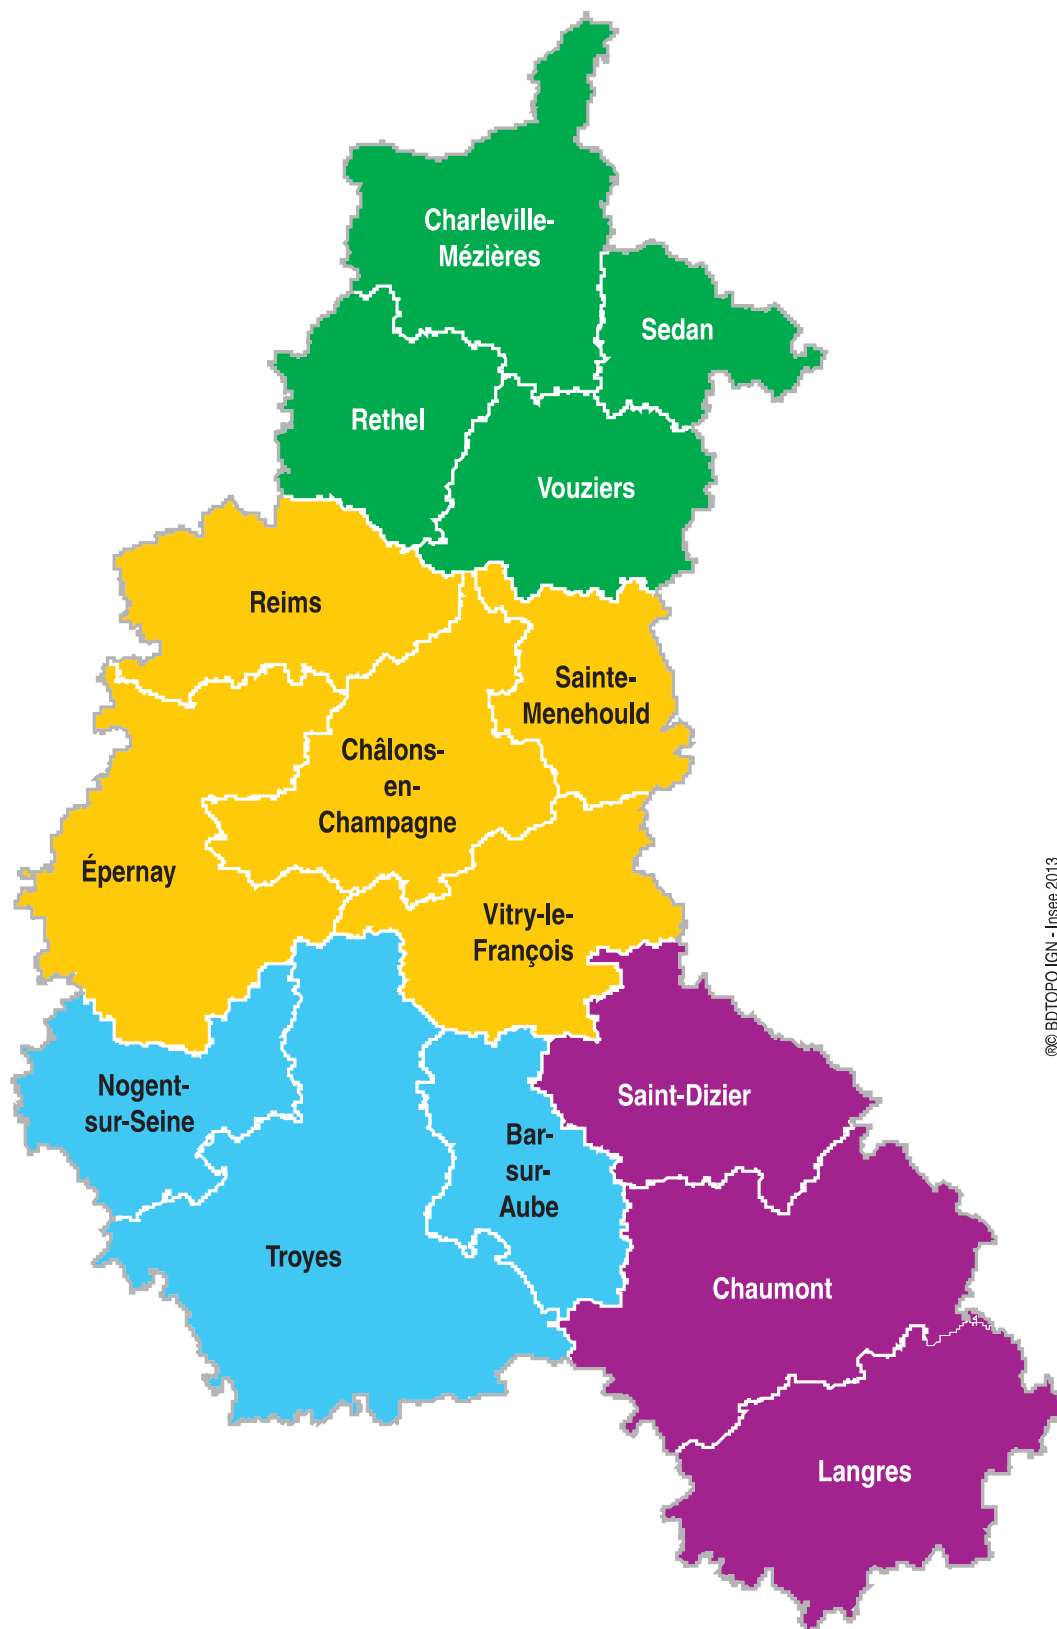 Charleville-
Mézières
Sedan
Rethel
Vouziers
Reims
Sainte-
Menehould
Châlons-
en-
Champagne
Épernay
Vitry-le-
François
Nogent-
sur-Seine
Saint-Dizier
Bar-
sur-
Aube
Troyes
Chaumont
Langres
®© BDTOPO IGN - Insee 2013